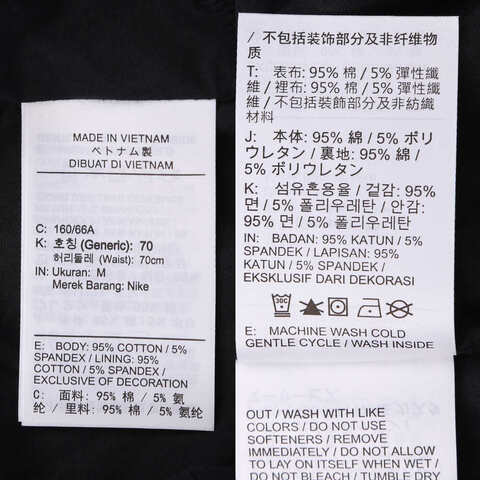 MADE IN VIETNAM
ベトナム製
DIBUAT DI VIETNAM
C: 160/66A
K: 호칭 (Generic): 70
허리둘레 (Waist): 70cm
IN: Ukuran: M
Merek Barang: Nike
E: BODY: 95% COTTON / 5%
SPANDEX / LINING: 95%
COTTON / 5% SPANDEX /
EXCLUSIVE OF DECORATION
C: 面料: 95% 棉 / 5% 氨
纶 / 里料: 95% 棉 / 5% 氨纶
/ 不包括装饰部分及非纤维物
质
T: 表布: 95% 棉 / 5% 彈性纖
維 / 裡布: 95% 棉 / 5% 彈性纖
維 / 不包括裝飾部分及非紡織
材料
J: 本体: 95% 綿 / 5% ポリ
ウレタン / 裏地: 95% 綿 /
5% ポリウレタン
K: 섬유혼용율 / 겉감: 95%
면 / 5% 폴리우레탄 / 안감:
95% 면 / 5% 폴리우레탄
IN: BADAN: 95% KATUN / 5%
SPANDEK / LAPISAN: 95%
KATUN / 5% SPANDEK /
EKSKLUSIF DARI DEKORASI
30C
E: MACHINE WASH COLD
GENTLE CYCLE / WASH INSIDE
OUT / WASH WITH LIKE
COLORS / DO NOT USE
SOFTENERS / REMOVE
IMMEDIATELY / DO NOT ALLOW
TO LAY ON ITSELF WHEN WET /
DO NOT BLEACH / TUMBLE DRY